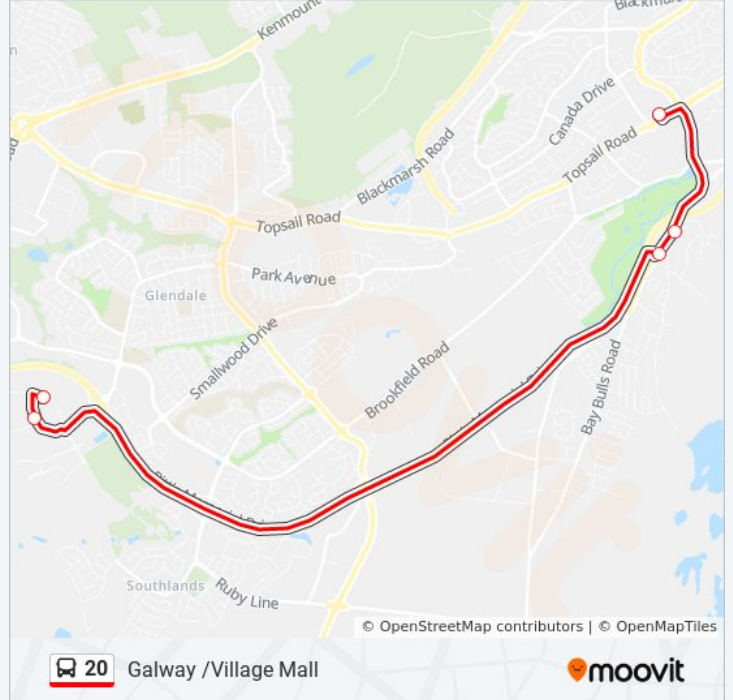 Blackmar
Kenmount
Canada Drive
Topsail Road
Blackmarsh Road
Topsail Road
Park Avenue
Glendale
Smallwood Drive
Brookfield Road
Bay Bulls Road
Southlands
Ruby Line
© OpenStreetMap contributors | © OpenMapTiles
20 Galway /Village Mall
moovit